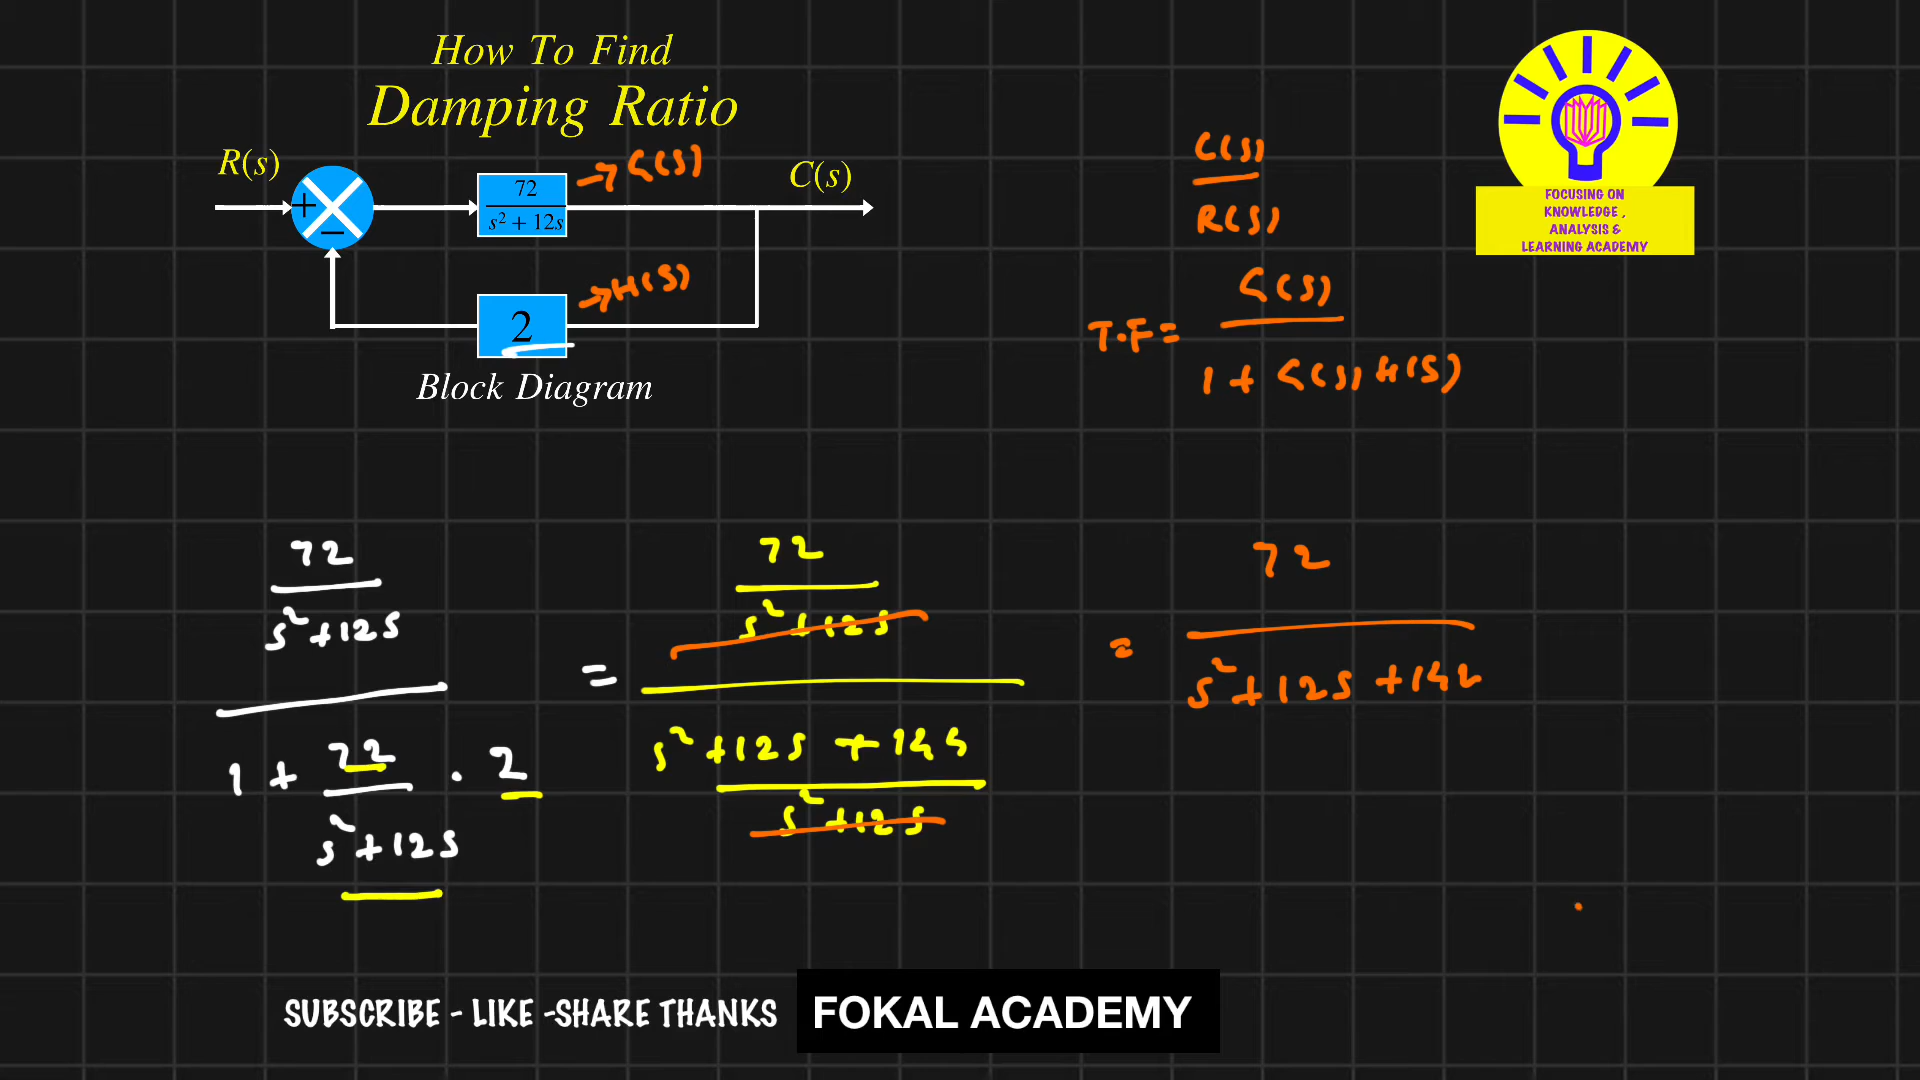 How To Find
Damping Ratio
R(s)
+
−
72
s² + 12s
→ G(s)
C(s)
2
→ H(s)
Block Diagram
C(s)
R(s)
T.F = G(s)
1 + G(s) H(s)
FOCUSING ON
KNOWLEDGE ,
ANALYSIS &
LEARNING ACADEMY
72
s²+12s
1 + 72 . 2
s²+12s
=
72
s²+12s
s²+12s + 144
s²+12s
=
72
s²+12s +142
SUBSCRIBE - LIKE -SHARE THANKS
FOKAL ACADEMY